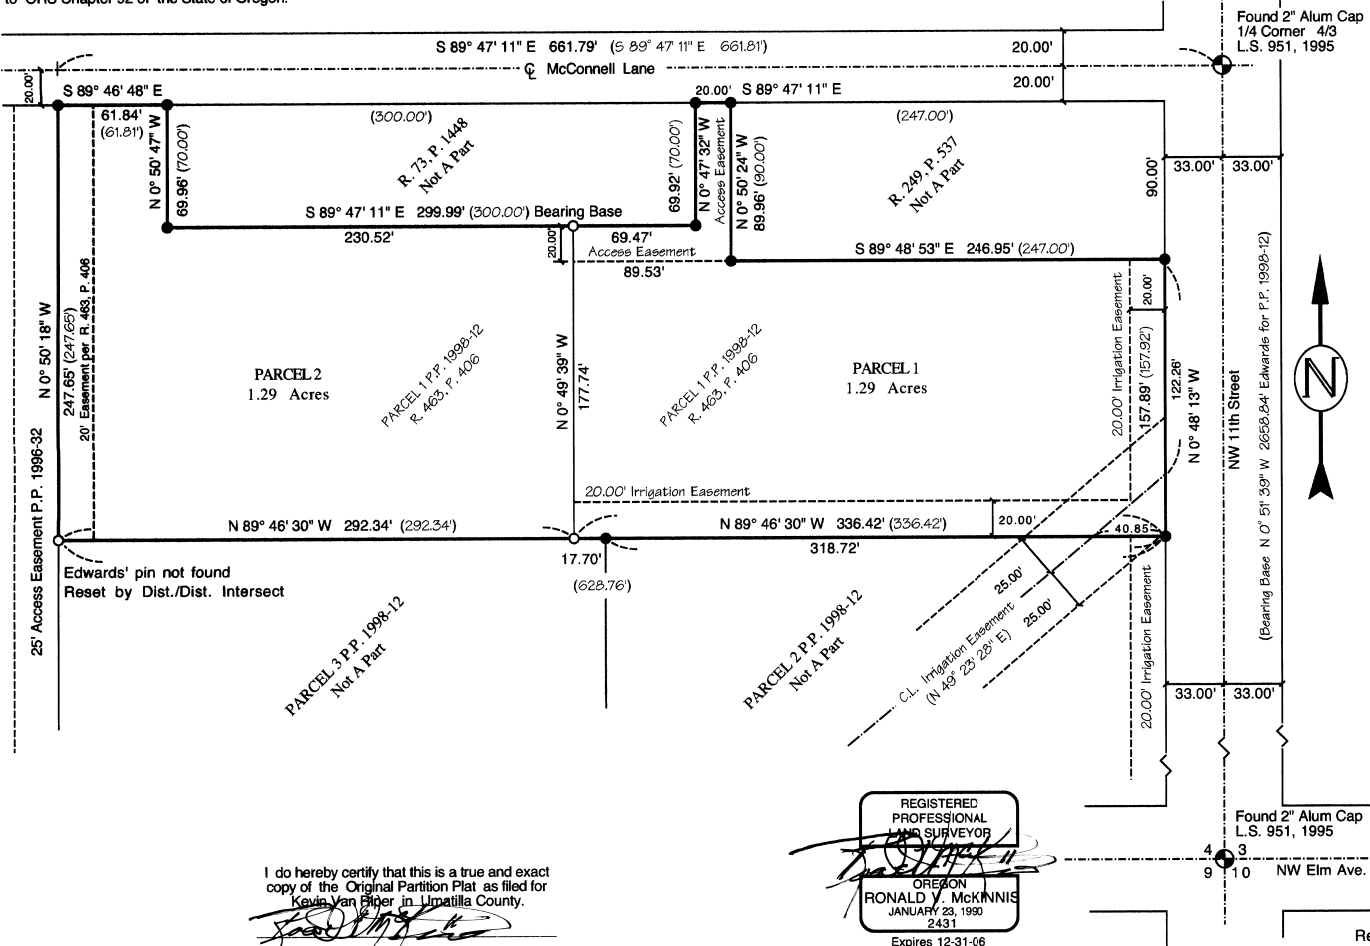 to ORS Chapter 92 of the State of Oregon.
Found 2" Alum Cap
1/4 Corner 4/3
L.S. 951, 1995
S 89° 47' 11" E 661.79' (S 89° 47' 11" E 661.81')
20.00'
℄ McConnell Lane
20.00'
20.00'
S 89° 46' 48" E
20.00' S 89° 47' 11" E
61.84'
(61.81')
(300.00')
(247.00')
N 0° 50' 47" W
69.96' (70.00')
R. 73, P. 1448
Not A Part
69.92' (70.00')
N 0° 47' 32" W
Access Easement
N 0° 50' 24" W
89.96' (90.00')
R. 249, P. 537
Not A Part
90.00'
33.00' 33.00'
S 89° 47' 11" E 299.99' (300.00') Bearing Base
230.52'
20.00'
69.47'
Access Easement
89.53'
S 89° 48' 53" E 246.95' (247.00')
N 0° 50' 18" W
247.65' (247.65')
20' Easement per R. 463, P. 406
PARCEL 2
1.29 Acres
PARCEL 1 P.P. 1998-12
R. 463, P. 406
N 0° 49' 39" W
177.74'
PARCEL 1 P.P. 1998-12
R. 463, P. 406
PARCEL 1
1.29 Acres
20.00' Irrigation Easement
20.00'
157.89' (157.92')
122.26'
N 0° 48' 13" W
NW 11th Street
(Bearing Base N 0° 51' 39" W 2658.84' Edwards for P.P. 1998-12)
N
25' Access Easement P.P. 1996-32
20.00' Irrigation Easement
N 89° 46' 30" W 292.34' (292.34')
N 89° 46' 30" W 336.42' (336.42')
20.00'
40.85'
17.70'
318.72'
(628.76')
Edwards' pin not found
Reset by Dist./Dist. Intersect
PARCEL 3 P.P. 1998-12
Not A Part
PARCEL 2 P.P. 1998-12
Not A Part
25.00'
25.00'
C.L. Irrigation Easement
(N 49° 23' 28" E)
20.00' Irrigation Easement
33.00' 33.00'
REGISTERED
PROFESSIONAL
LAND SURVEYOR
OREGON
RONALD V. McKINNIS
JANUARY 23, 1990
2431
Expires 12-31-06
Found 2" Alum Cap
L.S. 951, 1995
4 3
9 10
NW Elm Ave.
I do hereby certify that this is a true and exact
copy of the Original Partition Plat as filed for
Kevin Van Piper in Umatilla County.
Re